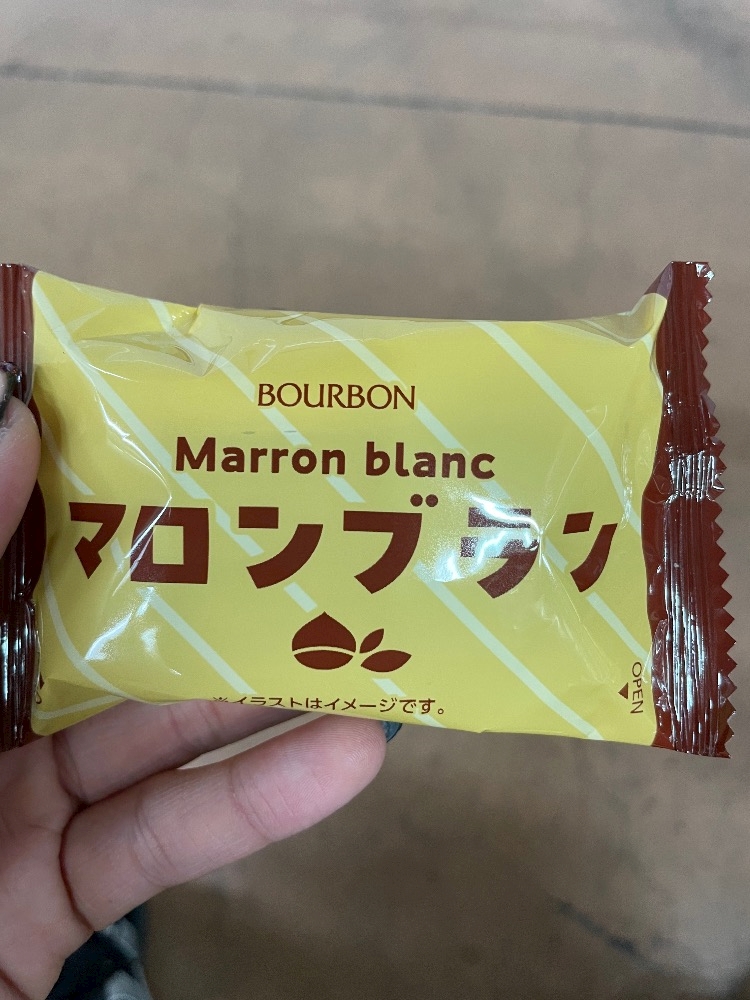 BOURBON
Marron blanc
マロンブラン
※イラストはイメージです。
OPEN